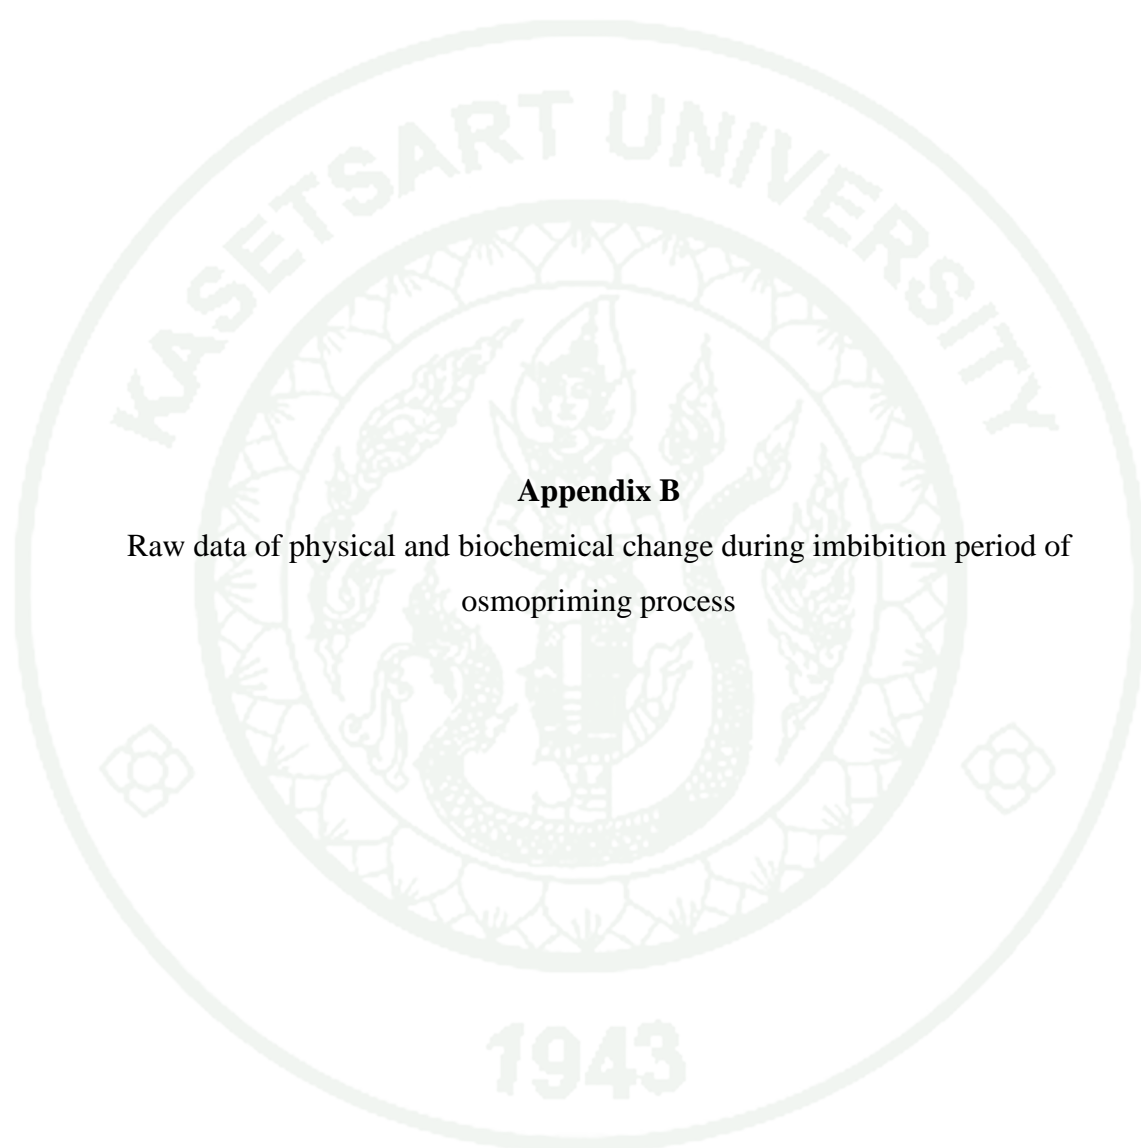 KASETSART UNIVERSITY
Appendix B
Raw data of physical and biochemical change during imbibition period of
osmopriming process
1943